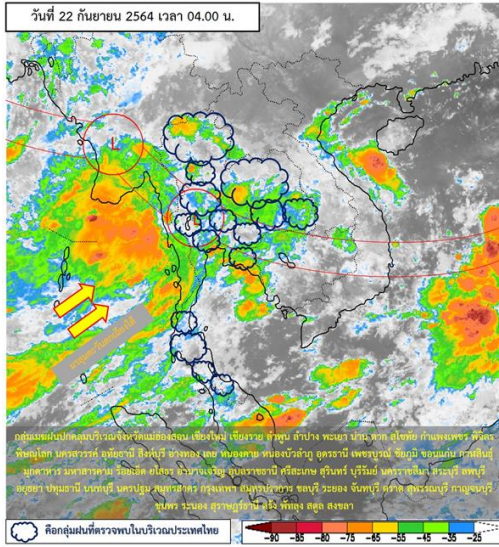 วันที่ 22 กันยายน 2564 เวลา 04.00 น.
L
L
มรสุมตะวันตกเฉียงใต้
กลุ่มเมฆฝนปกคลุมบริเวณจังหวัดแม่ฮ่องสอน เชียงใหม่ เชียงราย ลำพูน ลำปาง พะเยา น่าน ตาก สุโขทัย กำแพงเพชร พิจิตร
พิษณุโลก นครสวรรค์ อุทัยธานี สิงห์บุรี อ่างทอง เลย หนองคาย หนองบัวลำภู อุดรธานี เพชรบูรณ์ ชัยภูมิ ขอนแก่น กาฬสินธุ์
มุกดาหาร มหาสารคาม ร้อยเอ็ด ยโสธร อำนาจเจริญ อุบลราชธานี ศรีสะเกษ สุรินทร์ บุรีรัมย์ นครราชสีมา สระบุรี ลพบุรี
อยุธยา ปทุมธานี นนทบุรี นครปฐม สมุทรสาคร กรุงเทพฯ สมุทรปราการ ชลบุรี ระยอง จันทบุรี ตราด สุพรรณบุรี กาญจนบุรี
ชุมพร ระนอง สุราษฎร์ธานี ตรัง พัทลุง สตูล สงขลา
คือกลุ่มฝนที่ตรวจพบในบริเวณประเทศไทย
-90 -85 -75 -65 -55 -45 -35 -25